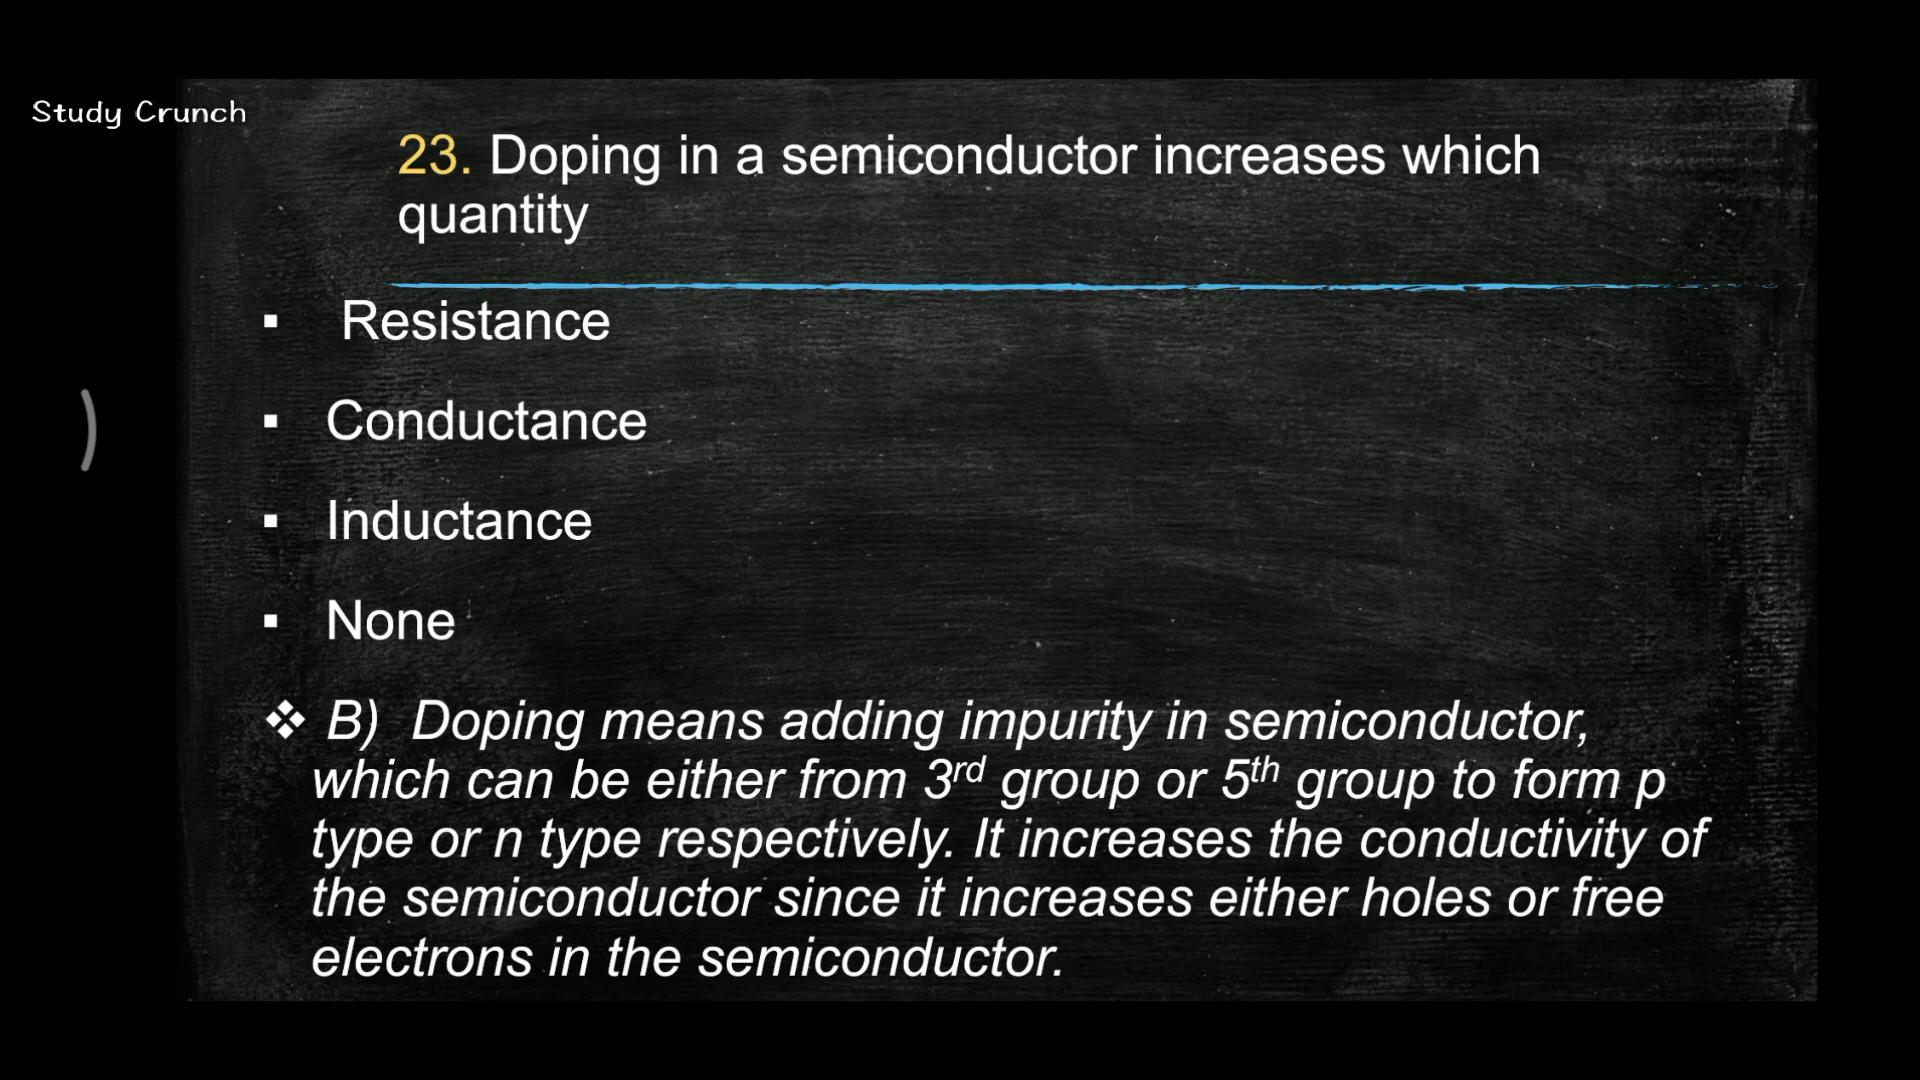 Study Crunch
23. Doping in a semiconductor increases which
quantity
▪ Resistance
▪ Conductance
▪ Inductance
▪ None
❖ B) Doping means adding impurity in semiconductor,
which can be either from 3rd group or 5th group to form p
type or n type respectively. It increases the conductivity of
the semiconductor since it increases either holes or free
electrons in the semiconductor.